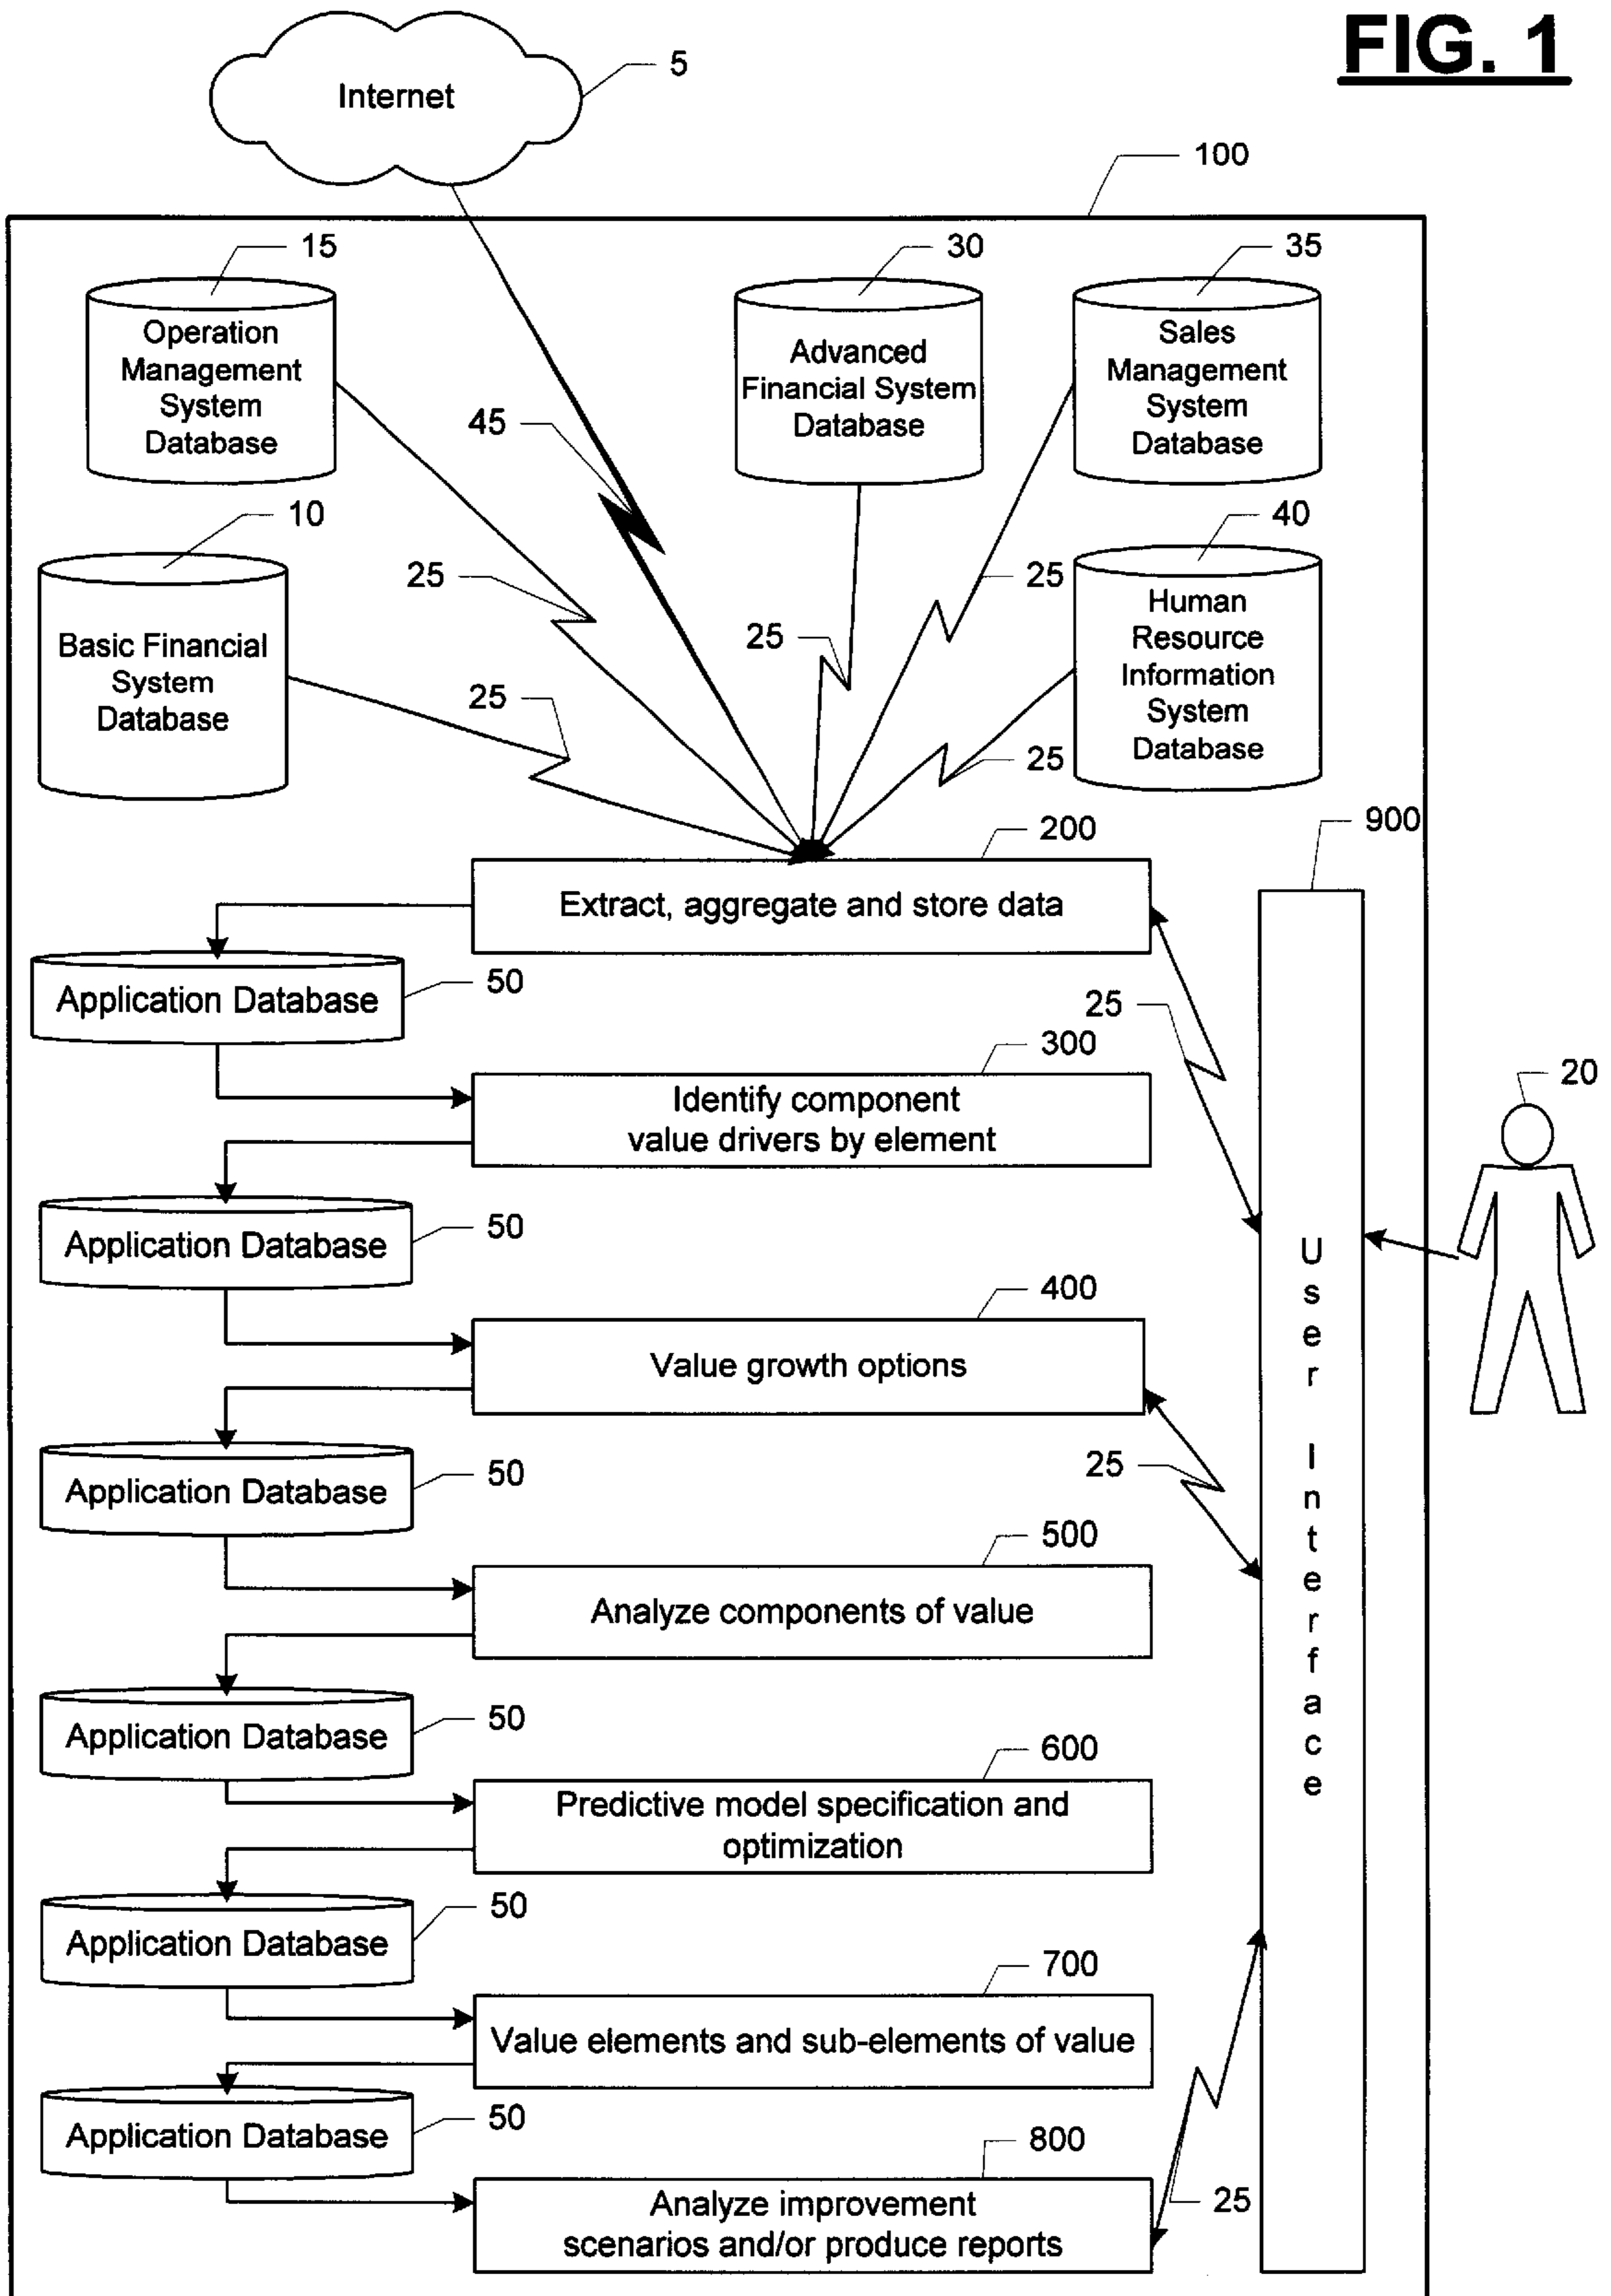 FIG. 1
Internet
5
100
15
30
35
Operation
Management
System
Database
Advanced
Financial System
Database
Sales
Management
System
Database
45
10
40
25
25
Basic Financial
System
Database
Human
Resource
Information
System
Database
25
25
25
200
900
Extract, aggregate and store data
Application Database
50
25
300
Identify component
value drivers by element
20
Application Database
50
User Interface
400
Value growth options
25
Application Database
50
500
Analyze components of value
Application Database
50
600
Predictive model specification and
optimization
Application Database
50
700
Value elements and sub-elements of value
Application Database
50
800
25
Analyze improvement
scenarios and/or produce reports